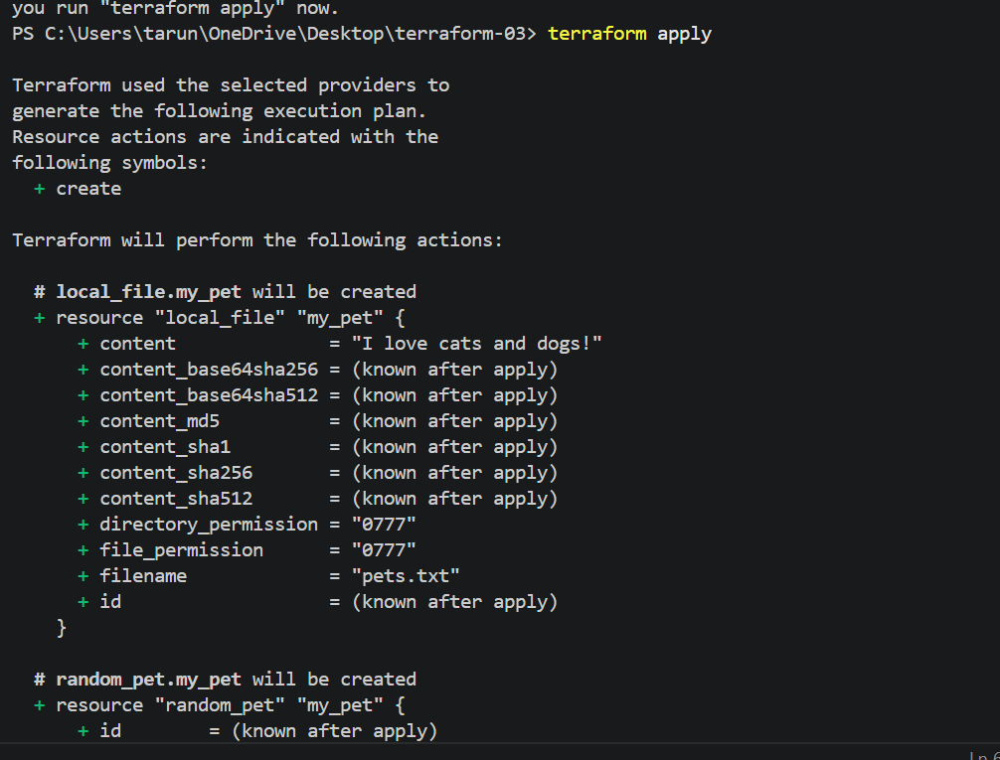 you run "terraform apply" now.
PS C:\Users\tarun\OneDrive\Desktop\terraform-03> terraform apply
Terraform used the selected providers to
generate the following execution plan.
Resource actions are indicated with the
following symbols:
  + create
Terraform will perform the following actions:
  # local_file.my_pet will be created
  + resource "local_file" "my_pet" {
      + content              = "I love cats and dogs!"
      + content_base64sha256 = (known after apply)
      + content_base64sha512 = (known after apply)
      + content_md5          = (known after apply)
      + content_sha1         = (known after apply)
      + content_sha256       = (known after apply)
      + content_sha512       = (known after apply)
      + directory_permission = "0777"
      + file_permission      = "0777"
      + filename             = "pets.txt"
      + id                   = (known after apply)
    }
  # random_pet.my_pet will be created
  + resource "random_pet" "my_pet" {
      + id        = (known after apply)